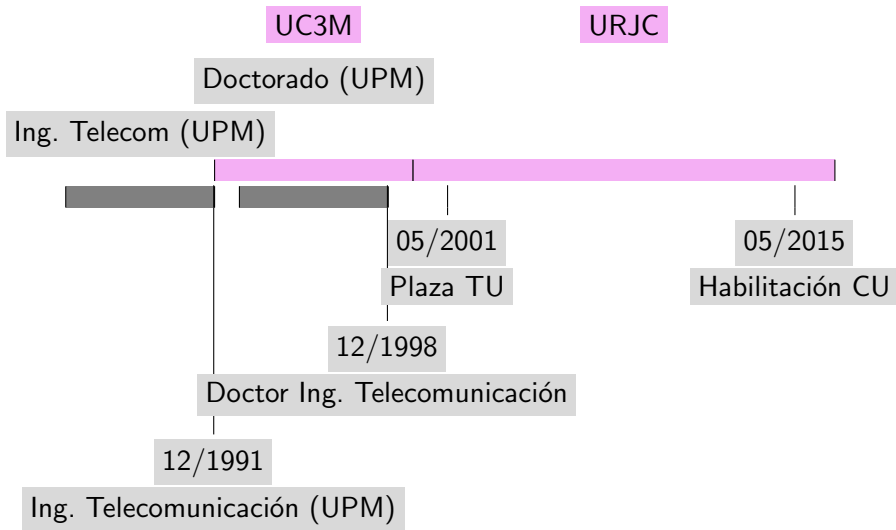 UC3M
URJC
Doctorado (UPM)
Ing. Telecom (UPM)
05/2001
Plaza TU
05/2015
Habilitación CU
12/1998
Doctor Ing. Telecomunicación
12/1991
Ing. Telecomunicación (UPM)